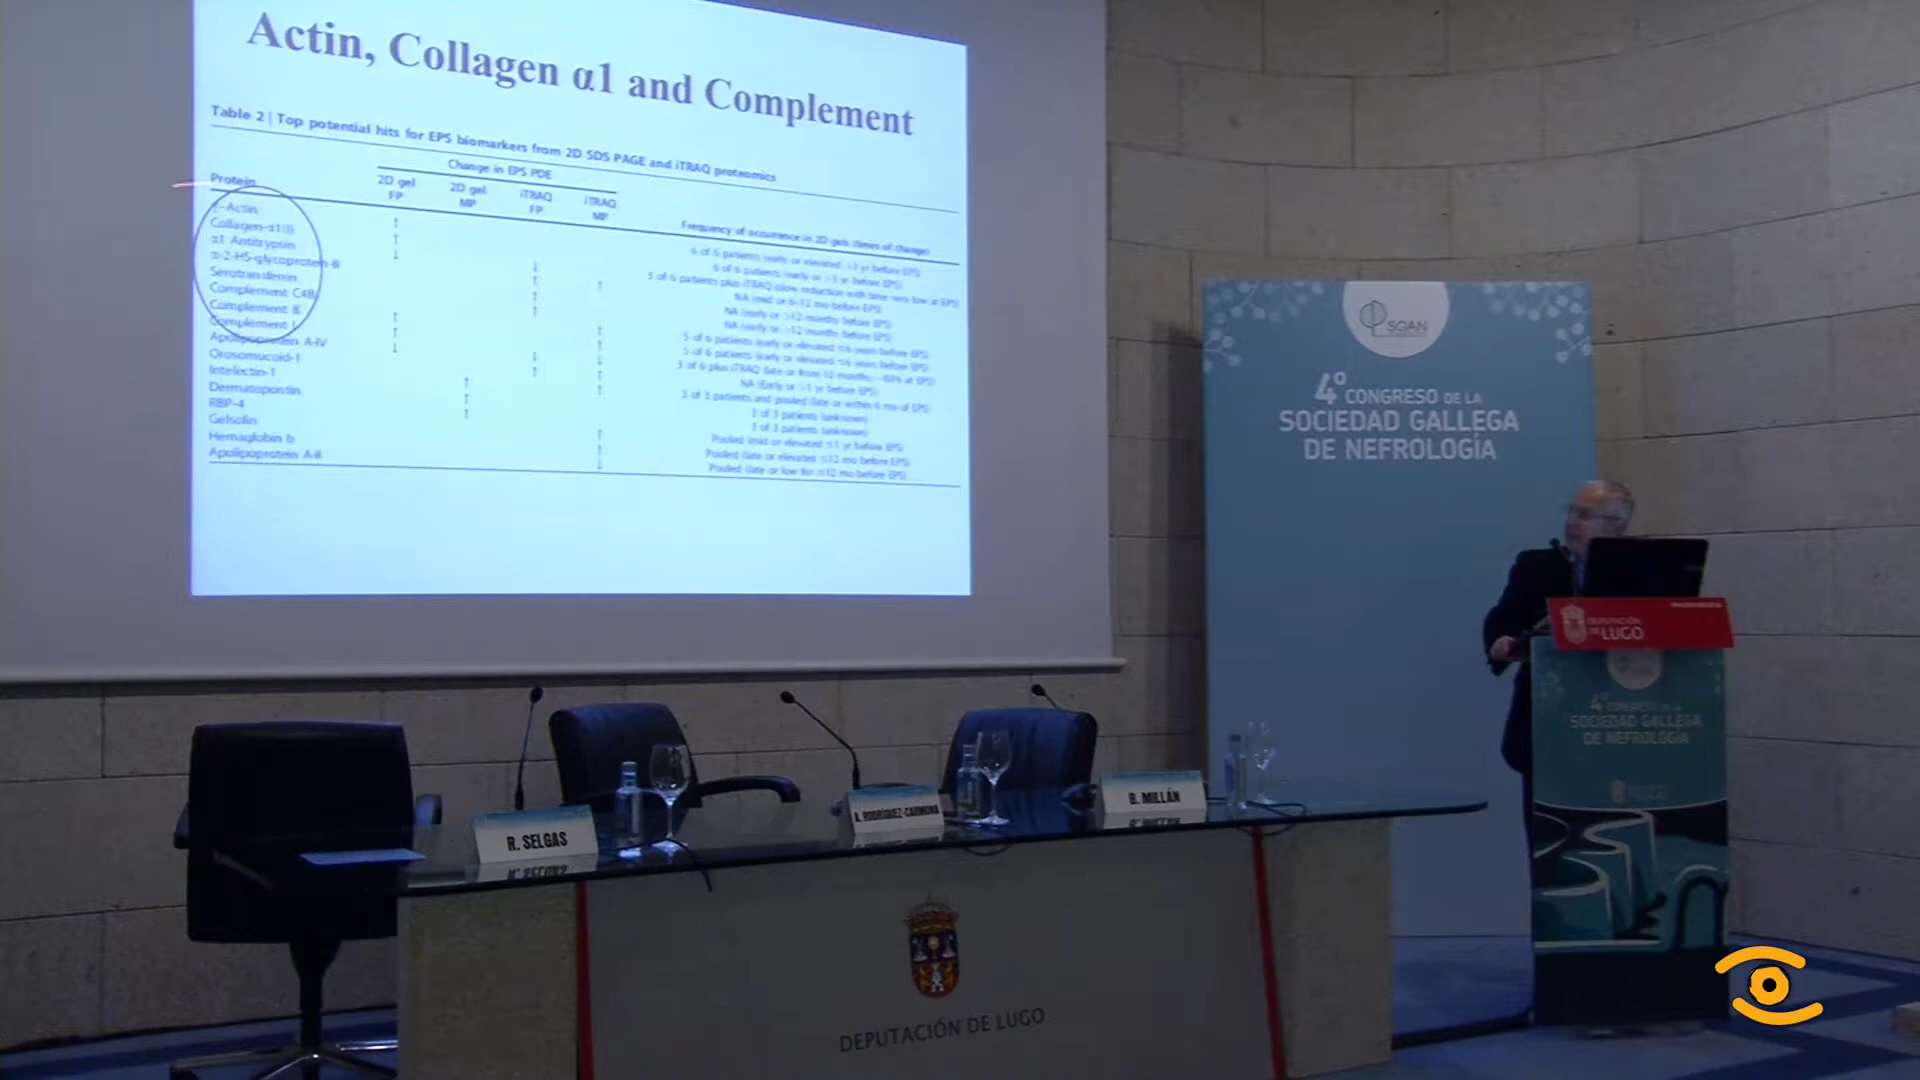 Actin, Collagen α1 and Complement
Table 2 | Top potential hits for EPS biomarkers from 2D SDS PAGE and iTRAQ proteomics
Change in EPS PDE
Protein
2D gel FP
2D gel MP
iTRAQ FP
iTRAQ MP
Frequency of occurrence in 2D gels (times of change)
-Actin
Collagen-α1(I)
α1 Antitrypsin
α-2-HS-glycoprotein-B
Serotransferrin
Complement C4B
Complement B
Complement I
Apolipoprotein A-IV
Orosomucoid-1
Intelectin-1
Dermatopontin
RBP-4
Gelsolin
Hemaglobin b
Apolipoprotein A-II
6 of 6 patients (early or elevated >1 yr before EPS)
6 of 6 patients (early or >3 yr before EPS)
3 of 6 patients plus iTRAQ (slow reduction with time very low at EPS)
NA (mid or 6–12 mo before EPS)
NA (early or >12 months before EPS)
NA (early or >12 months before EPS)
5 of 6 patients (early or elevated ≤6 years before EPS)
5 of 6 patients (early or elevated ≤6 years before EPS)
3 of 6 plus iTRAQ (late or from 12 months; at EPS)
NA (Early or >1 yr before EPS)
3 of 3 patients and pooled (late or within 6 mo of EPS)
3 of 3 patients (unknown)
3 of 3 patients (unknown)
Pooled (mid or elevated ≤1 yr before EPS)
Pooled (late or elevated ≤12 mo before EPS)
Pooled (late or low for ≤12 mo before EPS)
SGAN
4º CONGRESO DE LA
SOCIEDAD GALLEGA
DE NEFROLOGÍA
DEPUTACIÓN
DE LUGO
4º CONGRESO DE LA
SOCIEDAD GALLEGA
DE NEFROLOGÍA
R. SELGAS
A. RODRÍGUEZ-CARMONA
B. MILLÁN
DEPUTACIÓN DE LUGO